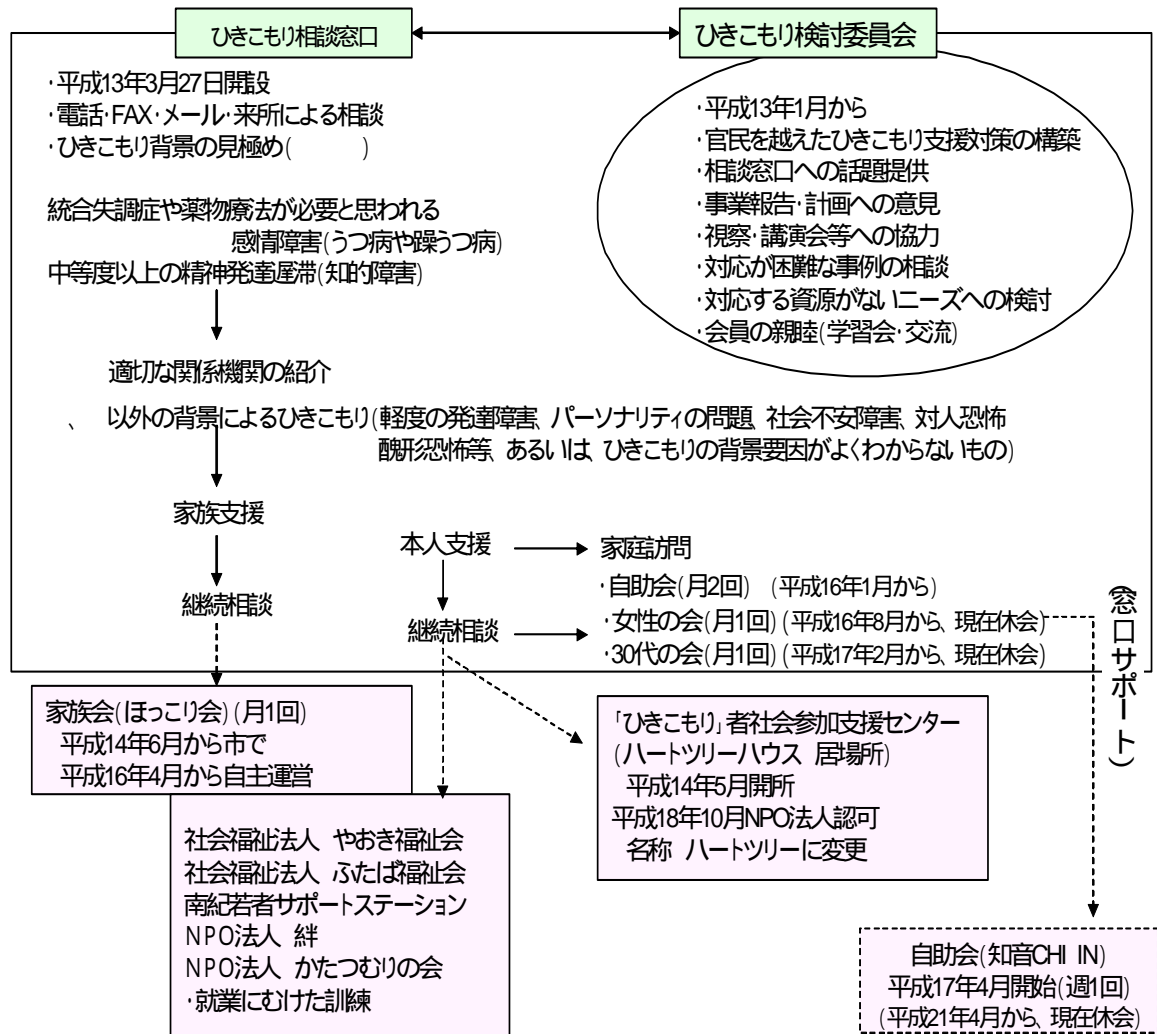 ひきこもり相談窓口
ひきこもり検討委員会
・平成13年3月27日開設
・電話・FAX・メール・来所による相談
・ひきこもり背景の見極め(　　　)
統合失調症や薬物療法が必要と思われる
感情障害(うつ病や躁うつ病)
中等度以上の精神発達遅滞(知的障害)
適切な関係機関の紹介
・平成13年1月から
・官民を越えたひきこもり支援対策の構築
・相談窓口への話題提供
・事業報告・計画への意見
・視察・講演会等への協力
・対応が困難な事例の相談
・対応する資源がないニーズへの検討
・会員の親睦(学習会・交流)
、　以外の背景によるひきこもり(軽度の発達障害、パーソナリティの問題、社会不安障害、対人恐怖
醜形恐怖等、あるいは、ひきこもりの背景要因がよくわからないもの)
家族支援
継続相談
本人支援
家庭訪問
継続相談
・自助会(月2回)　(平成16年1月から)
・女性の会(月1回)(平成16年8月から、現在休会)
・30代の会(月1回)(平成17年2月から、現在休会)
(窓口サポート)
家族会(ほっこり会)(月1回)
平成14年6月から市で
平成16年4月から自主運営
社会福祉法人 やおき福祉会
社会福祉法人 ふたば福祉会
南紀若者サポートステーション
NPO法人 絆
NPO法人 かたつむりの会
・就業にむけた訓練
「ひきこもり」者社会参加支援センター
(ハートツリーハウス 居場所)
平成14年5月開所
平成18年10月NPO法人認可
名称 ハートツリーに変更
自助会(知音CHI IN)
平成17年4月開始(週1回)
(平成21年4月から、現在休会)